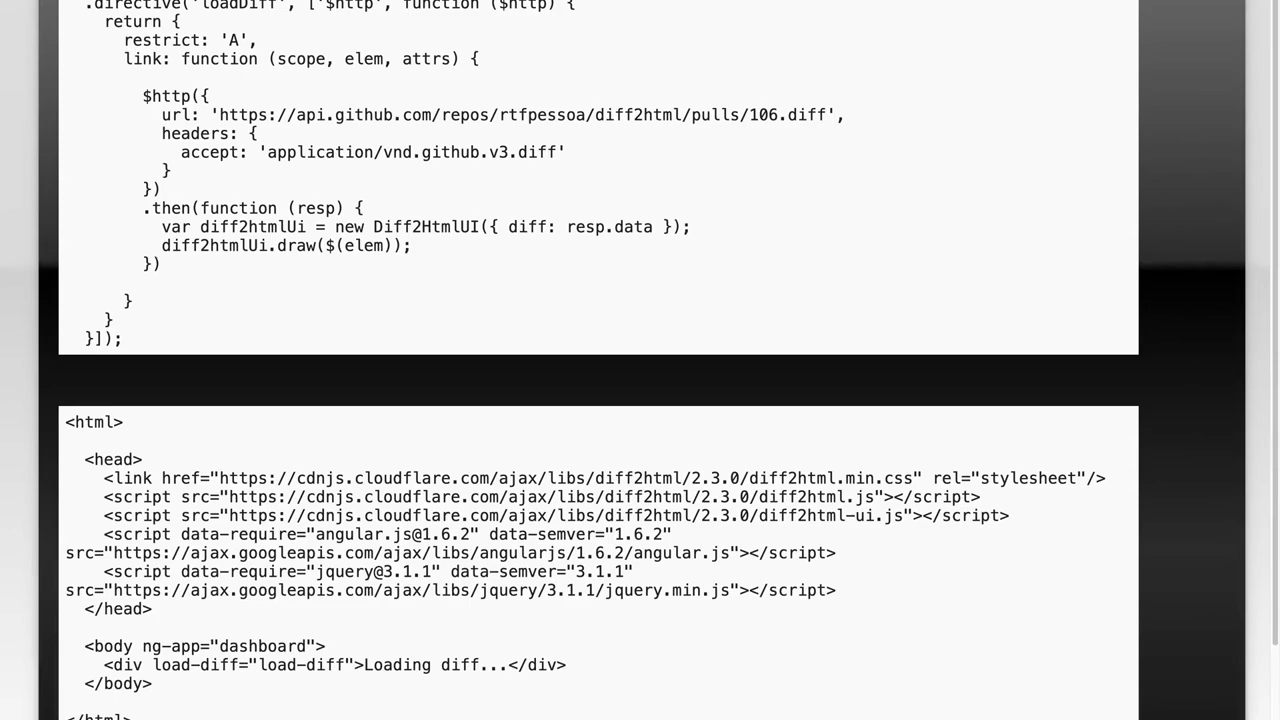 .directive('loadDiff', ['$http', function ($http) {
return {
restrict: 'A',
link: function (scope, elem, attrs) {
$http({
url: 'https://api.github.com/repos/rtfpessoa/diff2html/pulls/106.diff',
headers: {
accept: 'application/vnd.github.v3.diff'
}
})
.then(function (resp) {
var diff2htmlUi = new Diff2HtmlUI({ diff: resp.data });
diff2htmlUi.draw($(elem));
})
}
}
}]);
<html>
<head>
<link href="https://cdnjs.cloudflare.com/ajax/libs/diff2html/2.3.0/diff2html.min.css" rel="stylesheet"/>
<script src="https://cdnjs.cloudflare.com/ajax/libs/diff2html/2.3.0/diff2html.js"></script>
<script src="https://cdnjs.cloudflare.com/ajax/libs/diff2html/2.3.0/diff2html-ui.js"></script>
<script data-require="angular.js@1.6.2" data-semver="1.6.2"
src="https://ajax.googleapis.com/ajax/libs/angularjs/1.6.2/angular.js"></script>
<script data-require="jquery@3.1.1" data-semver="3.1.1"
src="https://ajax.googleapis.com/ajax/libs/jquery/3.1.1/jquery.min.js"></script>
</head>
<body ng-app="dashboard">
<div load-diff="load-diff">Loading diff...</div>
</body>
</html>